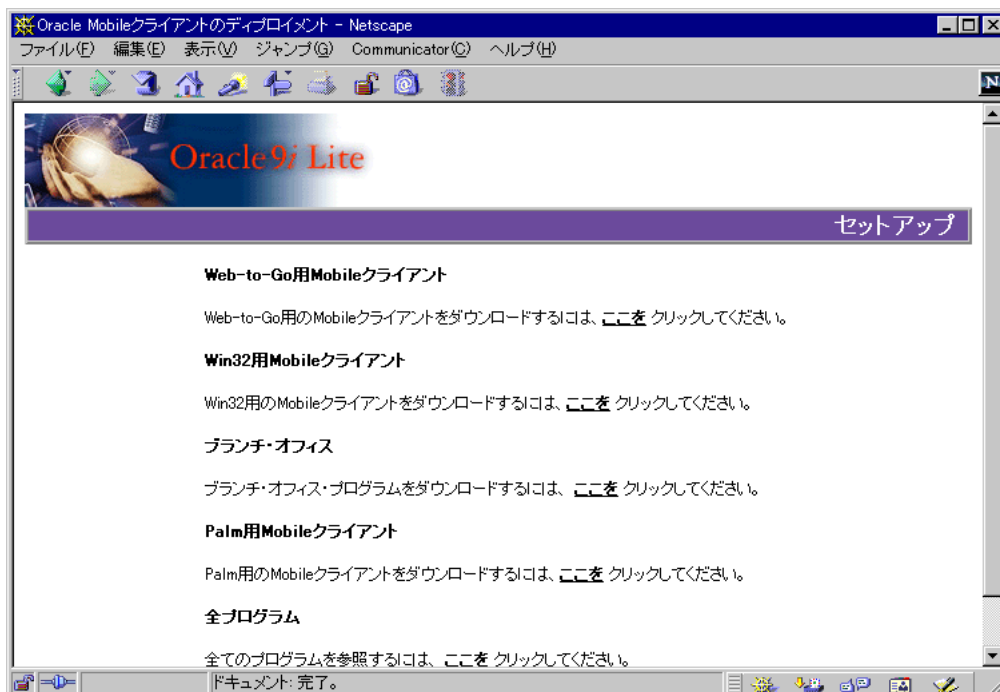 Oracle Mobileクライアントのディプロイメント - Netscape
ファイル(F) 編集(E) 表示(V) ジャンプ(G) Communicator(C) ヘルプ(H)
N
Oracle9i Lite
セットアップ
Web-to-Go用Mobileクライアント
Web-to-Go用のMobileクライアントをダウンロードするには、ここを クリックしてください。
Win32用Mobileクライアント
Win32用のMobileクライアントをダウンロードするには、ここを クリックしてください。
ブランチ・オフィス
ブランチ・オフィス・プログラムをダウンロードするには、 ここを クリックしてください。
Palm用Mobileクライアント
Palm用のMobileクライアントをダウンロードするには、ここを クリックしてください。
全プログラム
全てのプログラムを参照するには、 ここを クリックしてください。
ドキュメント: 完了。